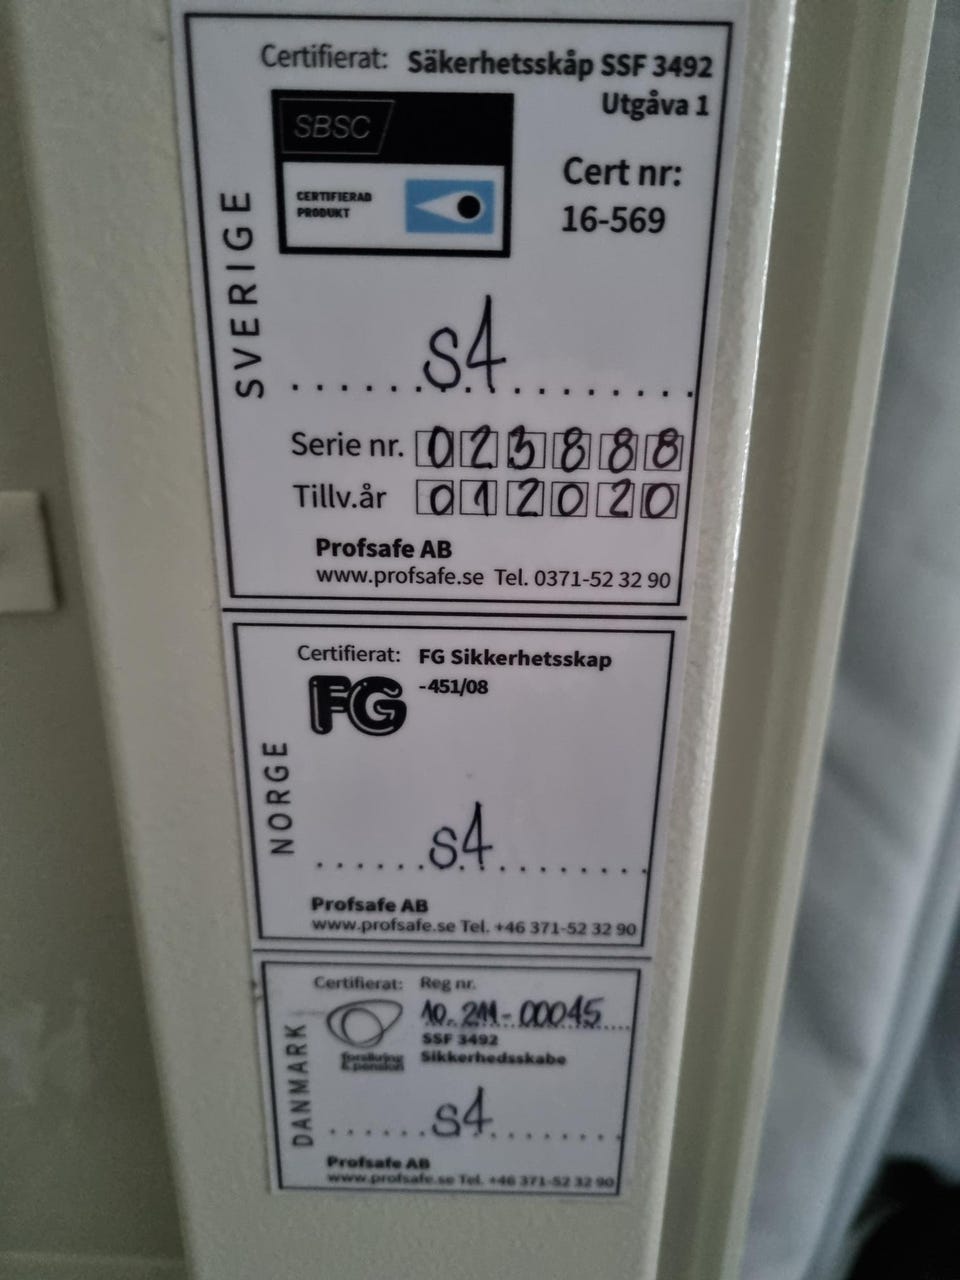 Certifierat: Säkerhetsskåp SSF 3492
Utgåva 1
SBSC
CERTIFIERAD
PRODUKT
Cert nr:
16-569
SVERIGE
......S4........
Serie nr. 023888
Tillv.år 012020
Profsafe AB
www.profsafe.se Tel. 0371-52 32 90
Certifierat: FG Sikkerhetsskap
-451/08
FG
NORGE
......S4........
Profsafe AB
www.profsafe.se Tel. +46 371-52 32 90
Certifierat: Reg nr.
10.211-00045
SSF 3492
Sikkerhedsskabe
forsikring
&pension
DANMARK
......S4........
Profsafe AB
www.profsafe.se Tel. +46 371-52 32 90